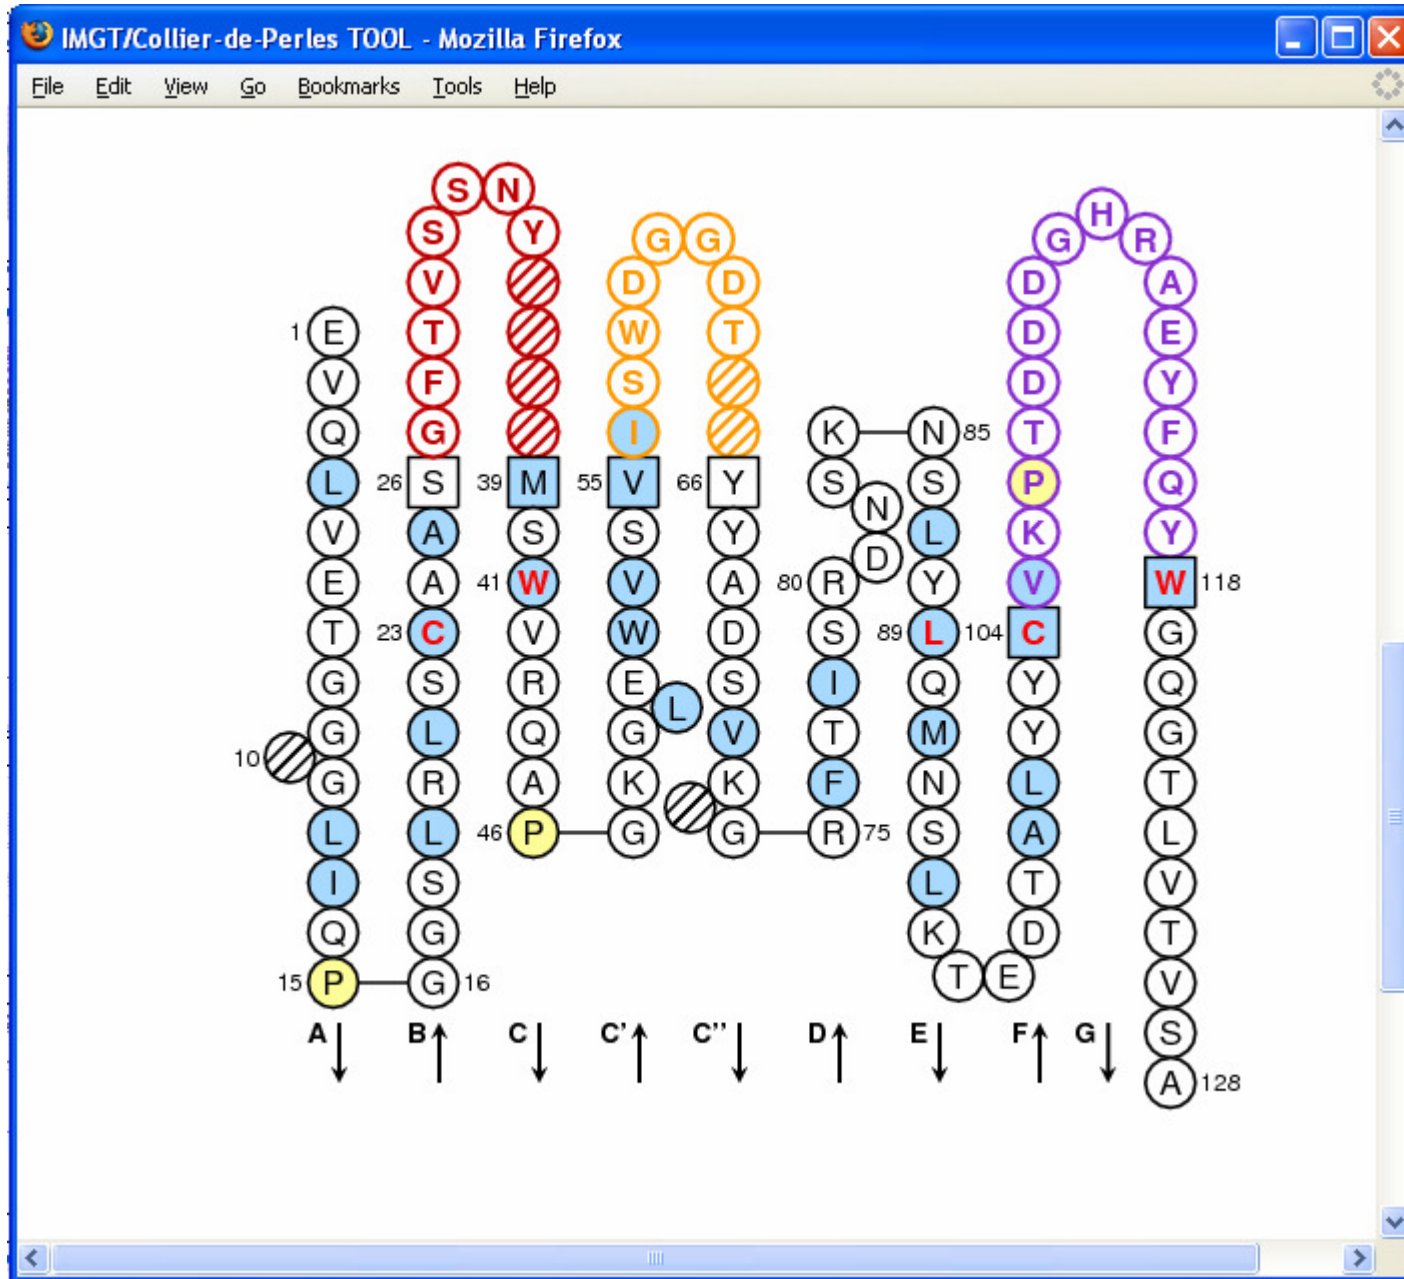 IMGT/Collier-de-Perles TOOL - Mozilla Firefox
File Edit View Go Bookmarks Tools Help
S N
H
S Y G G G R
V D D D A
1 E T W T D E
V F S D Y
Q G I K N 85 T F
L 26 S 39 M 55 V 66 Y S S P Q
N
V A S S Y L K Y
D
E A 41 W V A 80 R Y V W 118
T 23 C V W D S 89 L 104 C G
G S R E S I Q Y Q
L
G L Q G V T M Y G
10
G R A K K F N L T
L L 46 P G G R 75 S A L
I S L T V
Q G K D T
15 P G 16 T E V
A B C C' C'' D E F G S
A 128